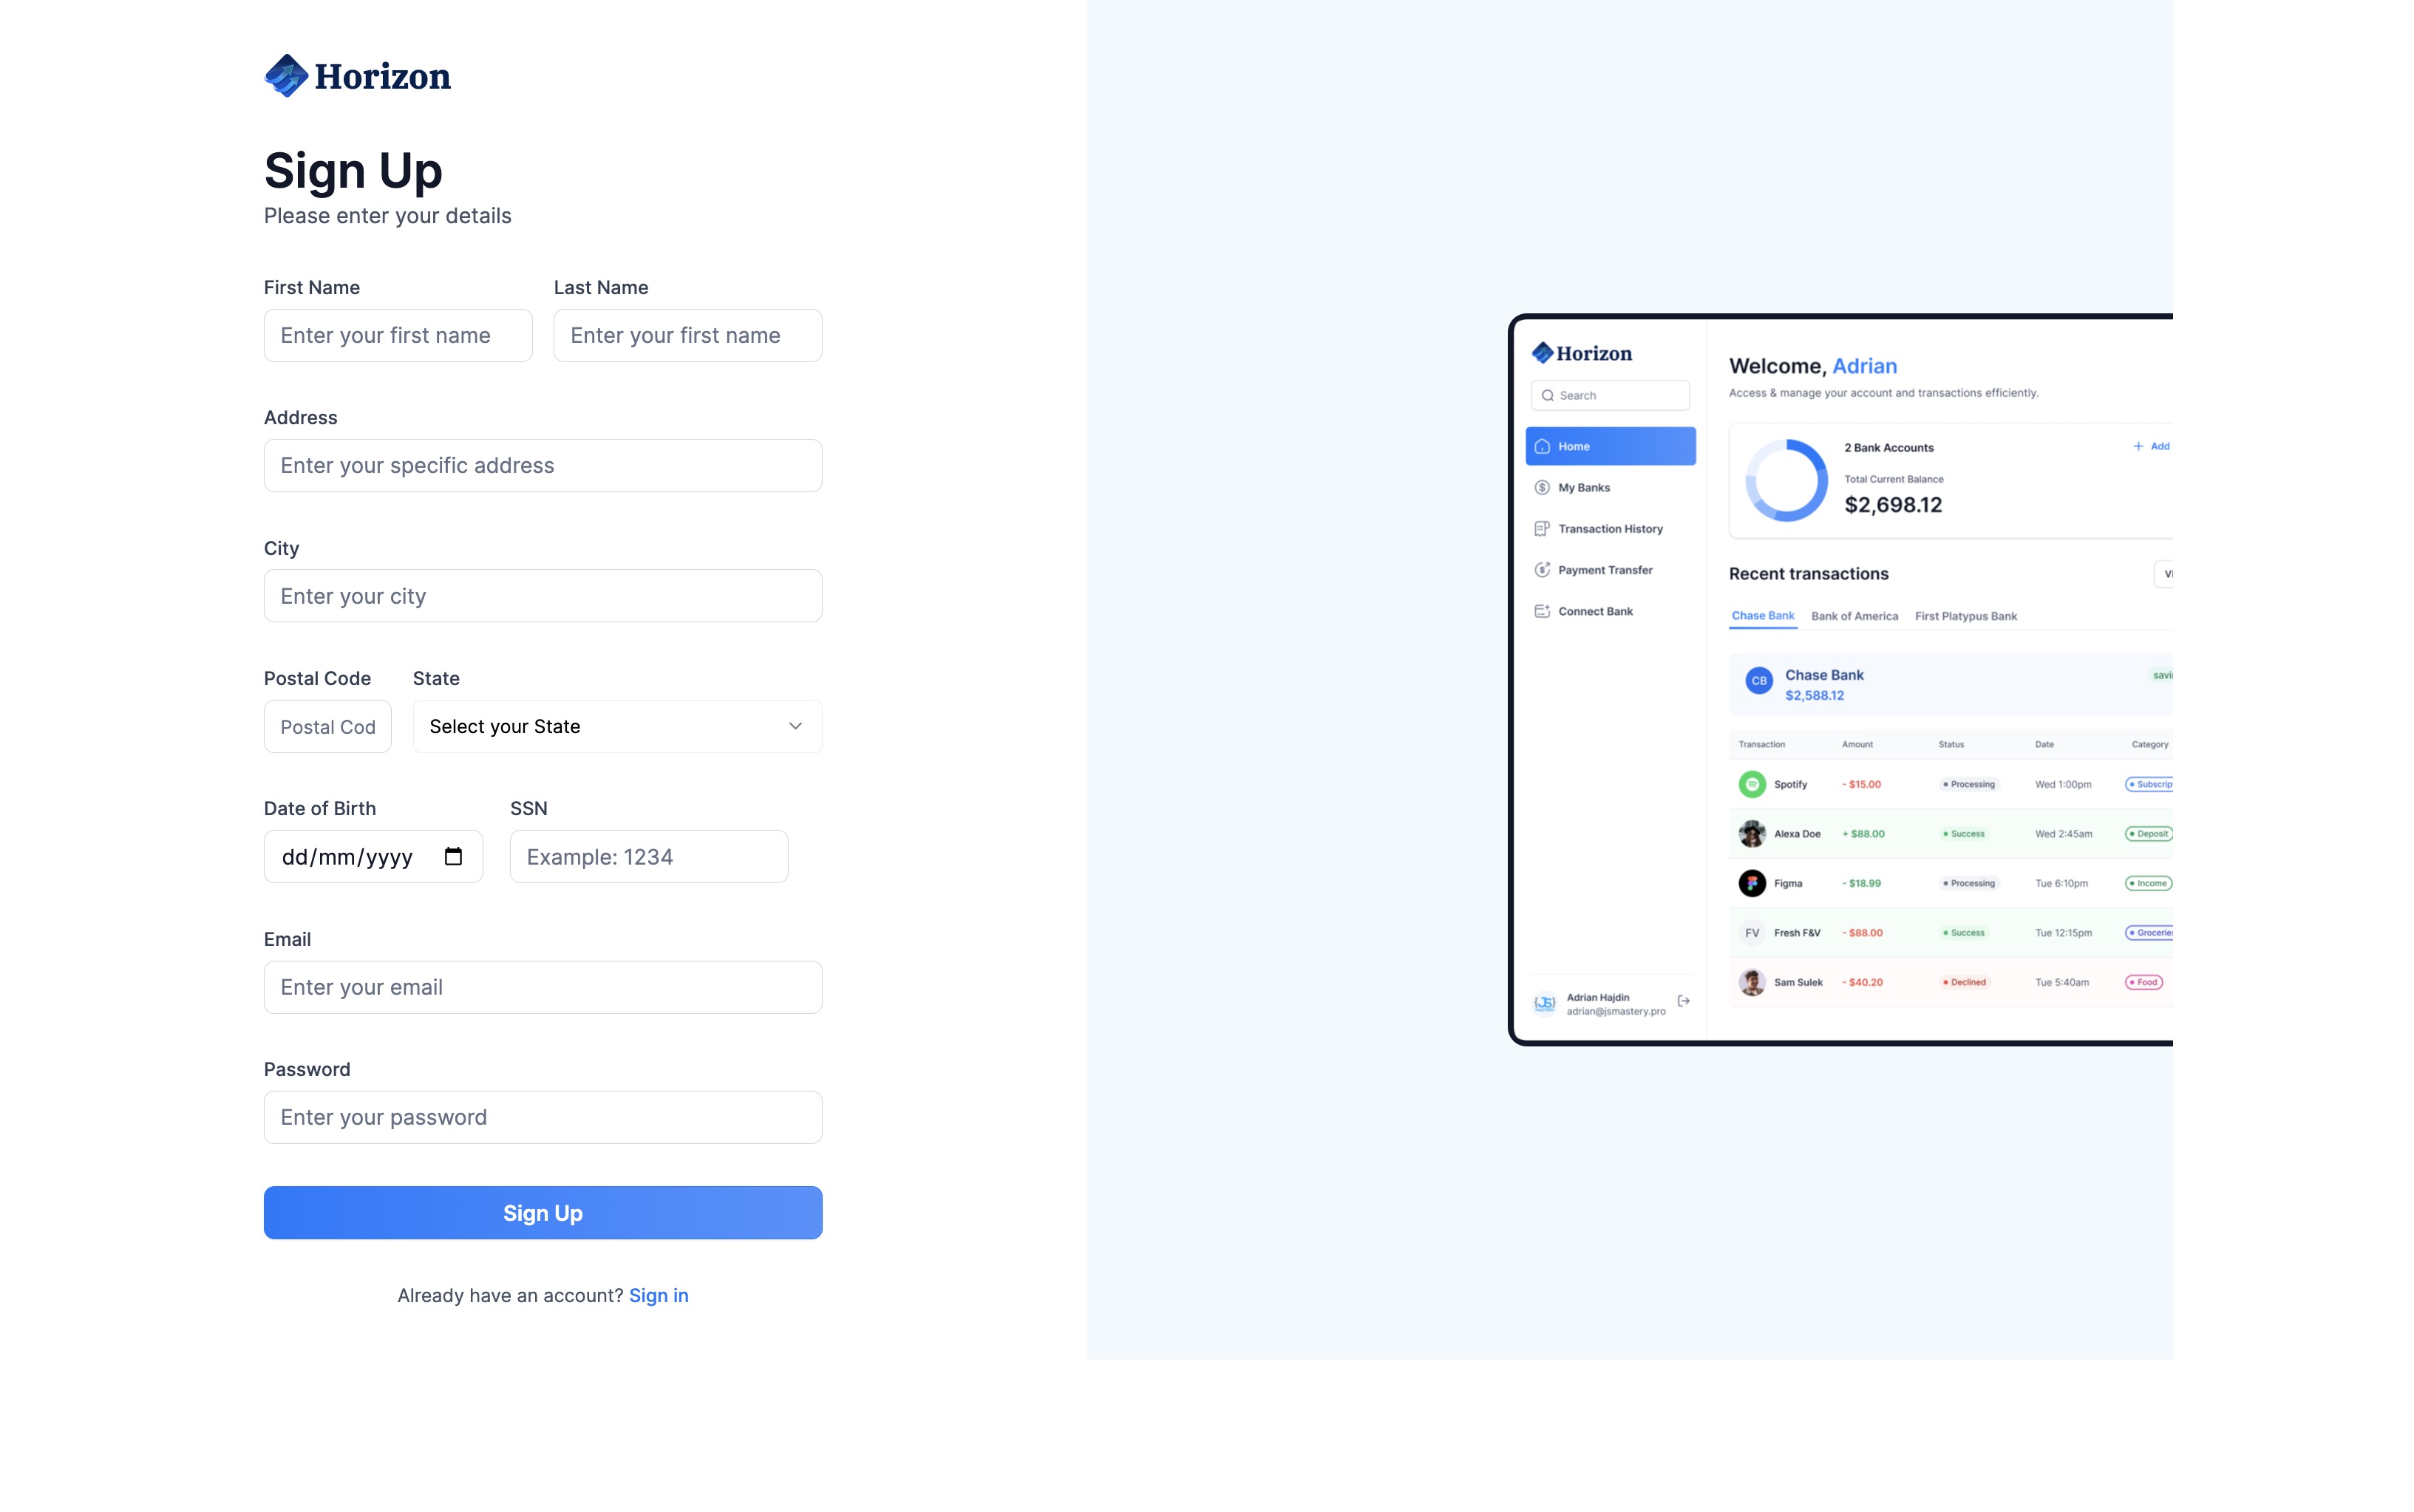 Horizon
Sign Up
Please enter your details
First Name Last Name
Enter your first name Enter your first name
Address
Enter your specific address
City
Enter your city
Postal Code State
Postal Cod Select your State
Date of Birth SSN
dd/mm/yyyy Example: 1234
Email
Enter your email
Password
Enter your password
Sign Up
Already have an account? Sign in
Horizon
Search
Home
My Banks
Transaction History
Payment Transfer
Connect Bank
Adrian Hajdin
adrian@jsmastery.pro
Welcome, Adrian
Access & manage your account and transactions efficiently.
2 Bank Accounts + Add
Total Current Balance
$2,698.12
Recent transactions Vi
Chase Bank Bank of America First Platypus Bank
CB Chase Bank savi
$2,588.12
Transaction Amount Status Date Category
Spotify - $15.00 Processing Wed 1:00pm Subscrip
Alexa Doe + $88.00 Success Wed 2:45am Deposit
Figma - $18.99 Processing Tue 6:10pm Income
FV Fresh F&V - $88.00 Success Tue 12:15pm Groceries
Sam Sulek - $40.20 Declined Tue 5:40am Food